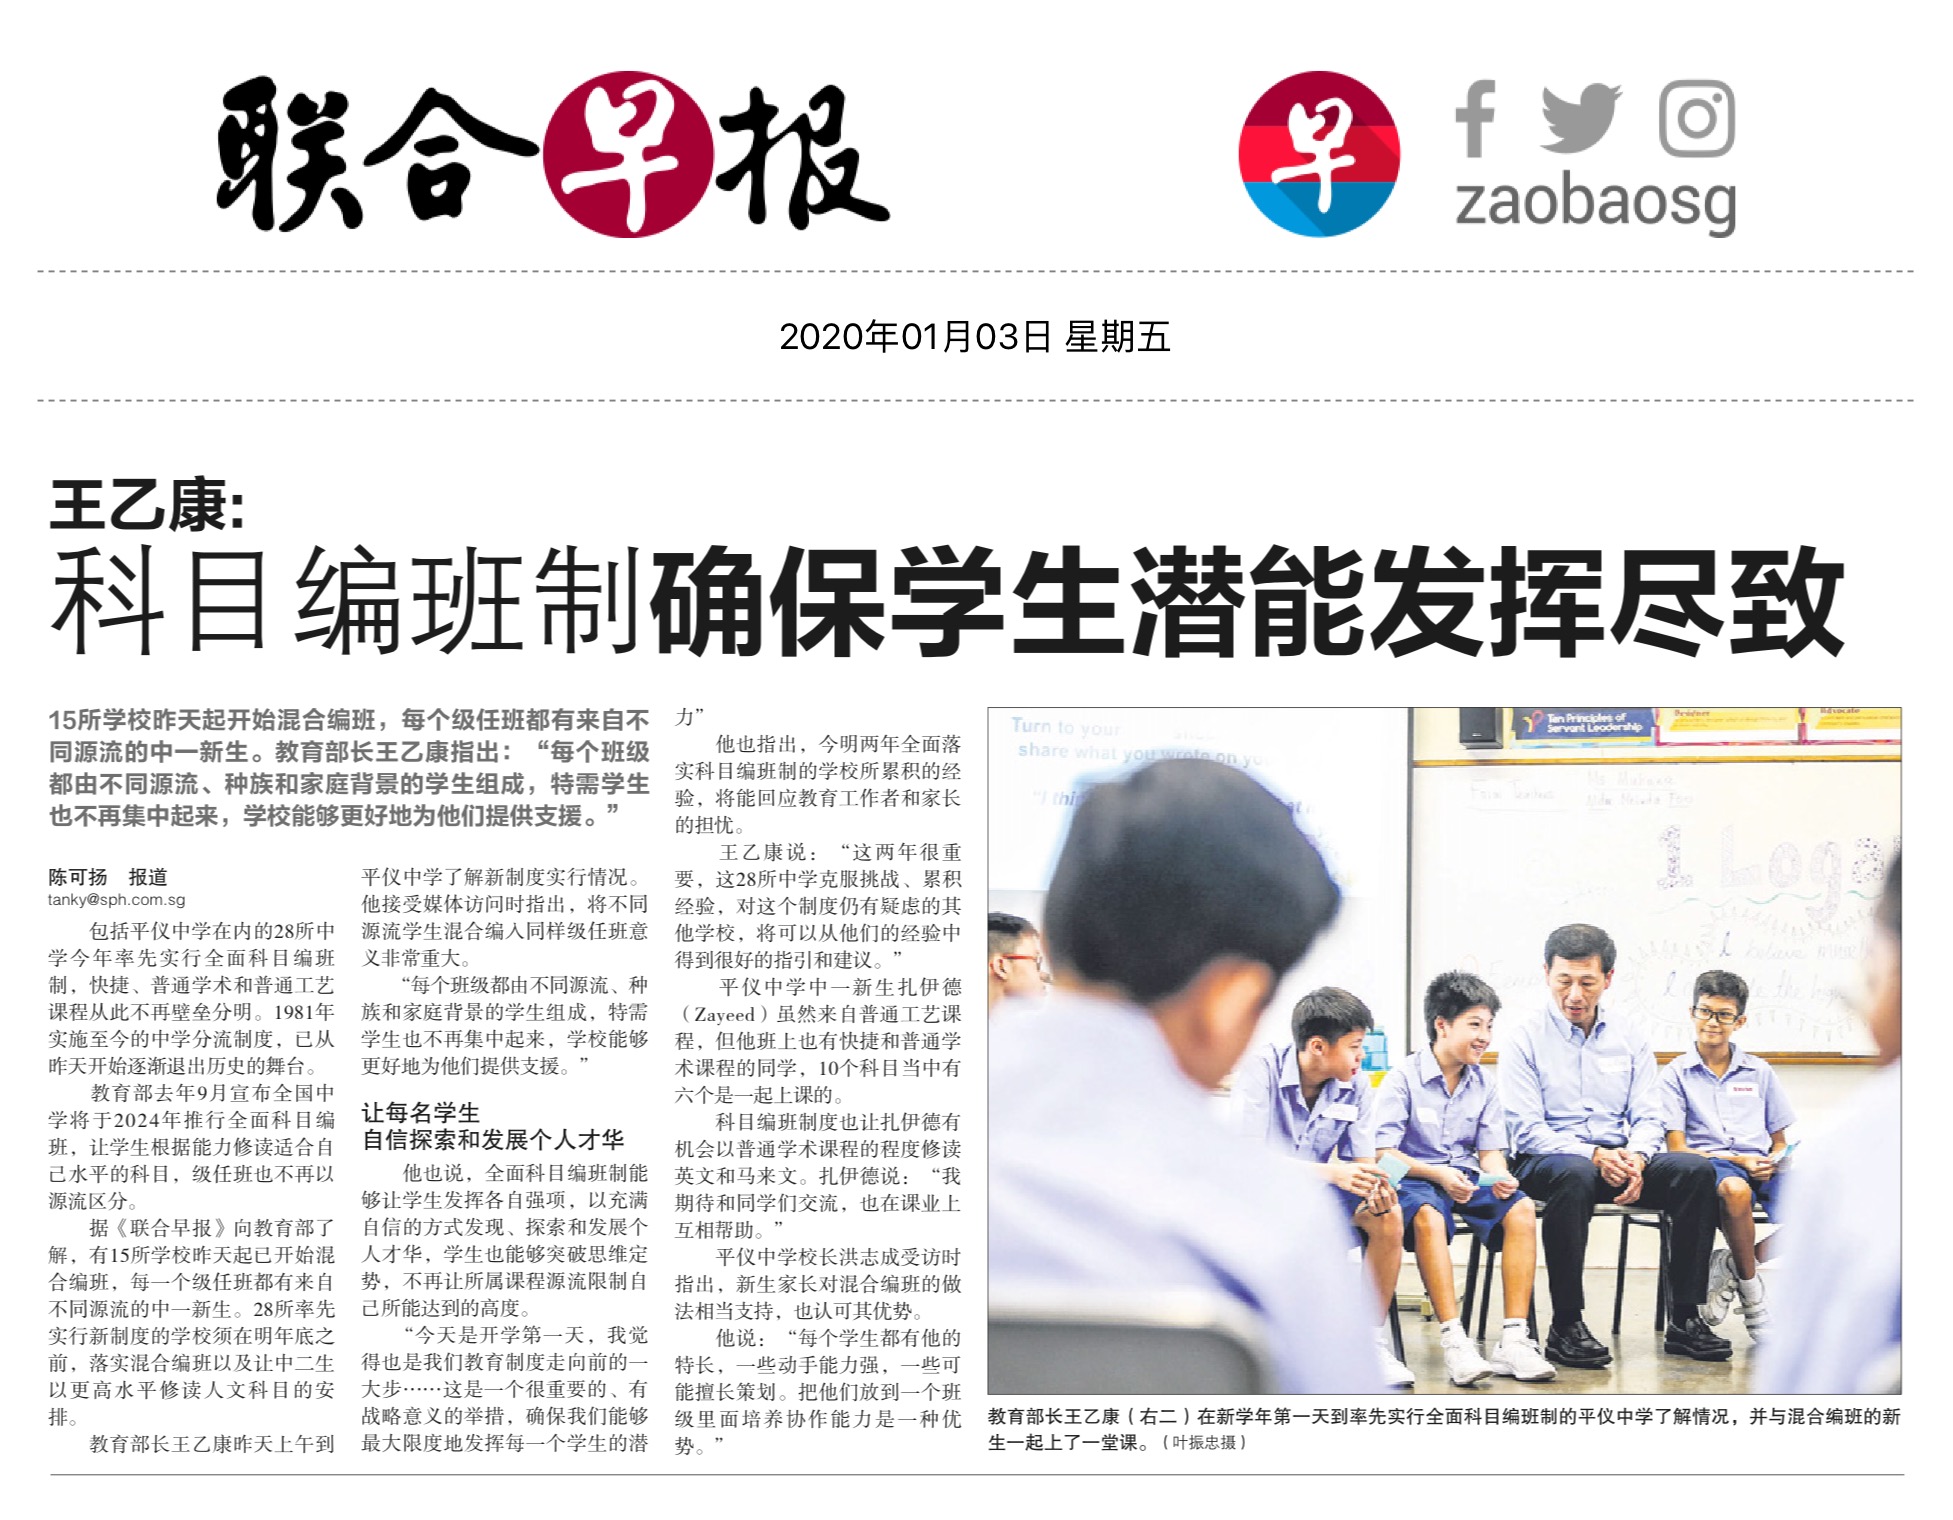 联合早报
早
zaobaosg
2020年01月03日 星期五
王乙康:
科目编班制确保学生潜能发挥尽致
15所学校昨天起开始混合编班，每个级任班都有来自不
同源流的中一新生。教育部长王乙康指出：“每个班级
都由不同源流、种族和家庭背景的学生组成，特需学生
也不再集中起来，学校能够更好地为他们提供支援。”
陈可扬　报道
tanky@sph.com.sg
包括平仪中学在内的28所中
学今年率先实行全面科目编班
制，快捷、普通学术和普通工艺
课程从此不再壁垒分明。1981年
实施至今的中学分流制度，已从
昨天开始逐渐退出历史的舞台。
教育部去年9月宣布全国中
学将于2024年推行全面科目编
班，让学生根据能力修读适合自
己水平的科目，级任班也不再以
源流区分。
据《联合早报》向教育部了
解，有15所学校昨天起已开始混
合编班，每一个级任班都有来自
不同源流的中一新生。28所率先
实行新制度的学校须在明年底之
前，落实混合编班以及让中二生
以更高水平修读人文科目的安
排。
教育部长王乙康昨天上午到
平仪中学了解新制度实行情况。
他接受媒体访问时指出，将不同
源流学生混合编入同样级任班意
义非常重大。
“每个班级都由不同源流、种
族和家庭背景的学生组成，特需
学生也不再集中起来，学校能够
更好地为他们提供支援。”
让每名学生
自信探索和发展个人才华
他也说，全面科目编班制能
够让学生发挥各自强项，以充满
自信的方式发现、探索和发展个
人才华，学生也能够突破思维定
势，不再让所属课程源流限制自
己所能达到的高度。
“今天是开学第一天，我觉
得也是我们教育制度走向前的一
大步……这是一个很重要的、有
战略意义的举措，确保我们能够
最大限度地发挥每一个学生的潜
力”
他也指出，今明两年全面落
实科目编班制的学校所累积的经
验，将能回应教育工作者和家长
的担忧。
王乙康说：“这两年很重
要，这28所中学克服挑战、累积
经验，对这个制度仍有疑虑的其
他学校，将可以从他们的经验中
得到很好的指引和建议。”
平仪中学中一新生扎伊德
（Zayeed）虽然来自普通工艺课
程，但他班上也有快捷和普通学
术课程的同学，10个科目当中有
六个是一起上课的。
科目编班制度也让扎伊德有
机会以普通学术课程的程度修读
英文和马来文。扎伊德说：“我
期待和同学们交流，也在课业上
互相帮助。”
平仪中学校长洪志成受访时
指出，新生家长对混合编班的做
法相当支持，也认可其优势。
他说：“每个学生都有他的
特长，一些动手能力强，一些可
能擅长策划。把他们放到一个班
级里面培养协作能力是一种优
势。”
Turn to your
share what you wrote on yo
"I thi
Ten Principles of
Servant Leadership
Advocate
Form Teachers
1 Loga
I believe
教育部长王乙康（右二）在新学年第一天到率先实行全面科目编班制的平仪中学了解情况，并与混合编班的新
生一起上了一堂课。（叶振忠摄）